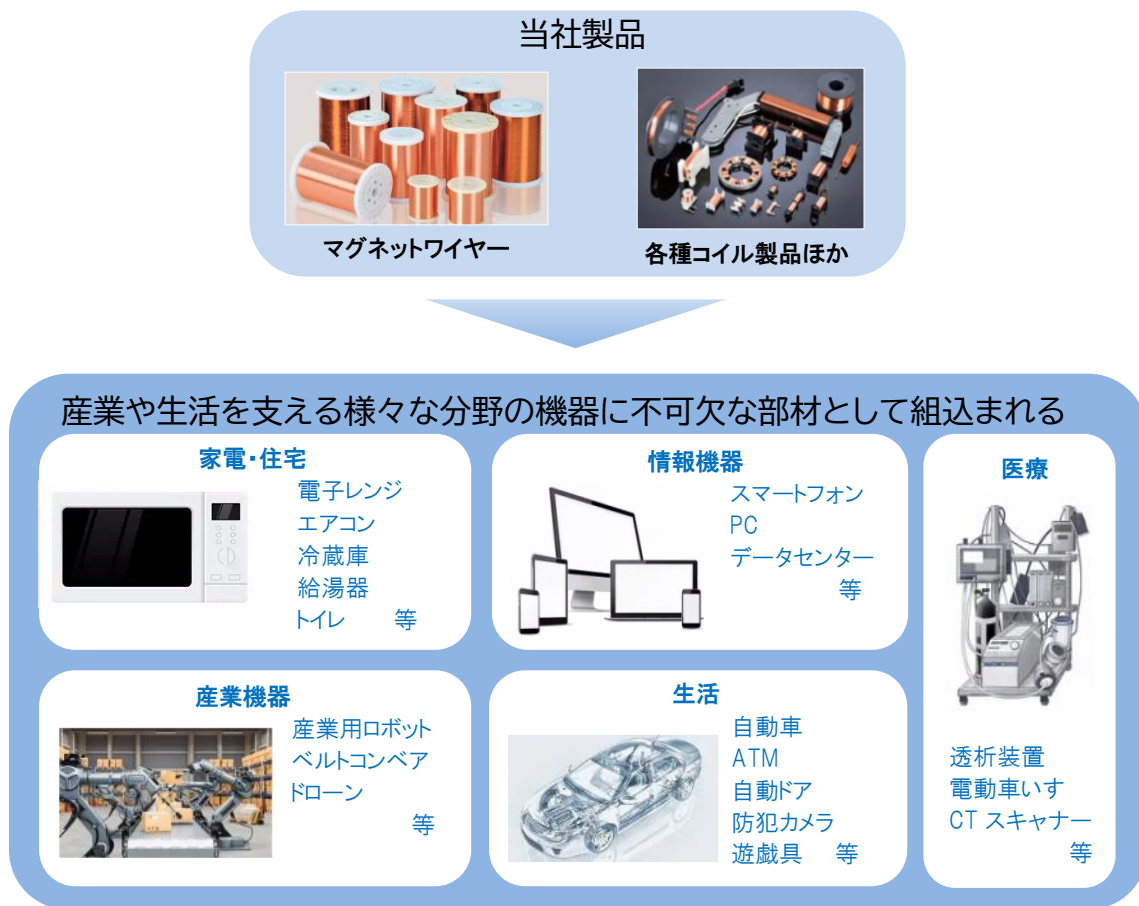 当社製品
マグネットワイヤー
各種コイル製品ほか
産業や生活を支える様々な分野の機器に不可欠な部材として組込まれる
家電・住宅
電子レンジ
エアコン
冷蔵庫
給湯器
トイレ 等
情報機器
スマートフォン
PC
データセンター
等
医療
透析装置
電動車いす
CT スキャナー
等
産業機器
産業用ロボット
ベルトコンベア
ドローン
等
生活
自動車
ATM
自動ドア
防犯カメラ
遊戯具 等